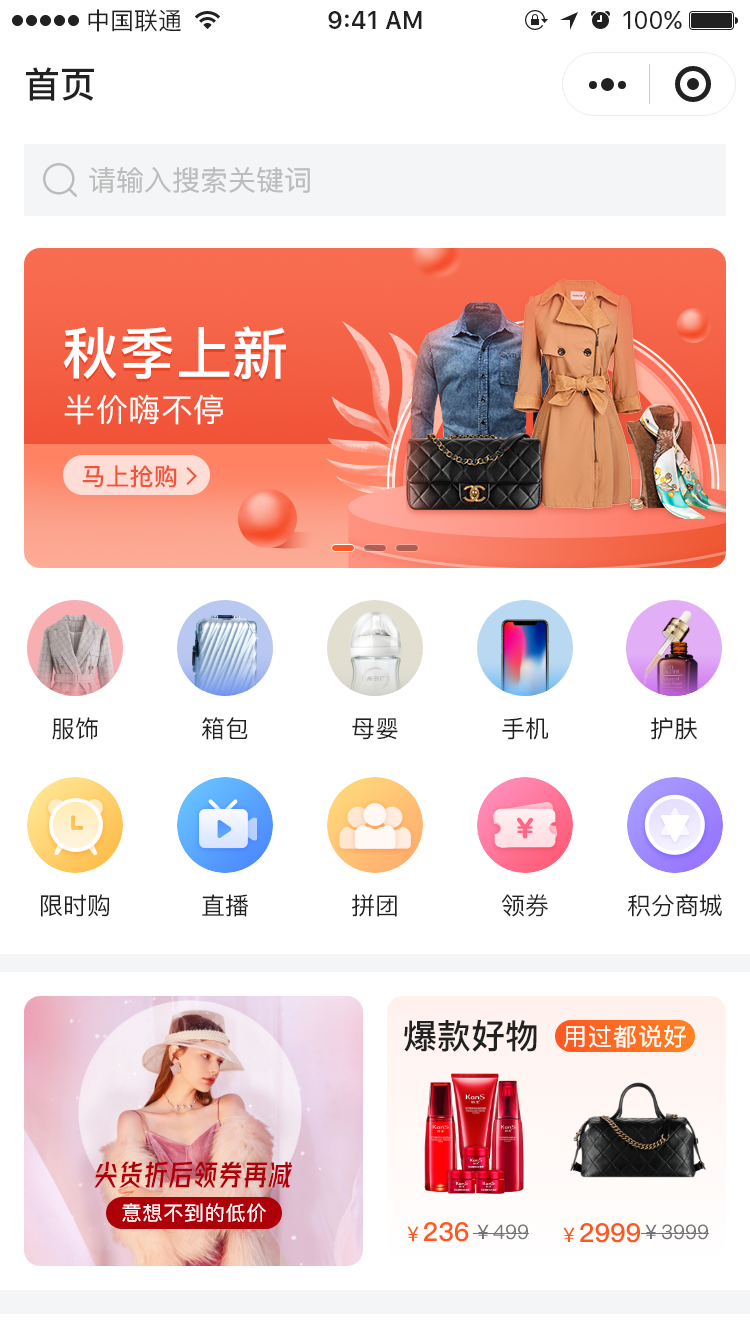 中国联通
9:41 AM
100%
首页
请输入搜索关键词
秋季上新
半价嗨不停
马上抢购
服饰
箱包
母婴
手机
护肤
限时购
直播
拼团
领券
积分商城
尖货折后领券再减
意想不到的低价
爆款好物 用过都说好
KanS
KanS
KanS
¥236 ¥499
¥2999 ¥3999